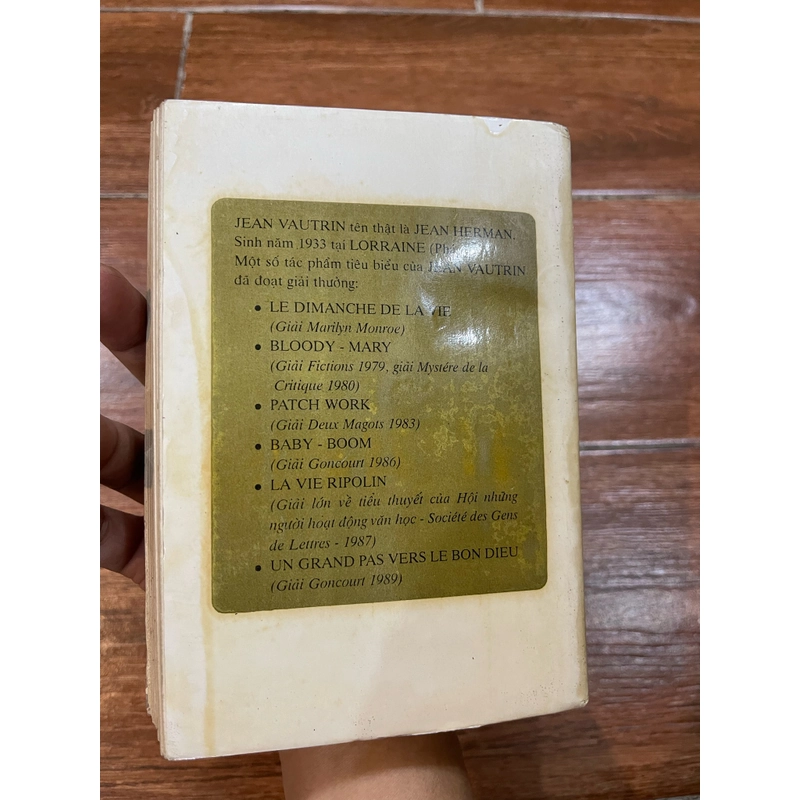 JEAN VAUTRIN tên thật là JEAN HERMAN.
Sinh năm 1933 tại LORRAINE
Một số tác phẩm tiêu biểu của JEAN VAUTRIN
đã đoạt giải thưởng:
• LE DIMANCHE DE LA VIE
(Giải Marilyn Monroe)
• BLOODY - MARY
(Giải Fictions 1979, giải Mystére de la
Critique 1980)
• PATCH WORK
(Giải Deux Magots 1983)
• BABY - BOOM
(Giải Goncourt 1986)
• LA VIE RIPOLIN
(Giải lớn về tiểu thuyết của Hội những
người hoạt động văn học - Société des Gens
de Lettres - 1987)
• UN GRAND PAS VERS LE BON DIEU
(Giải Goncourt 1989)